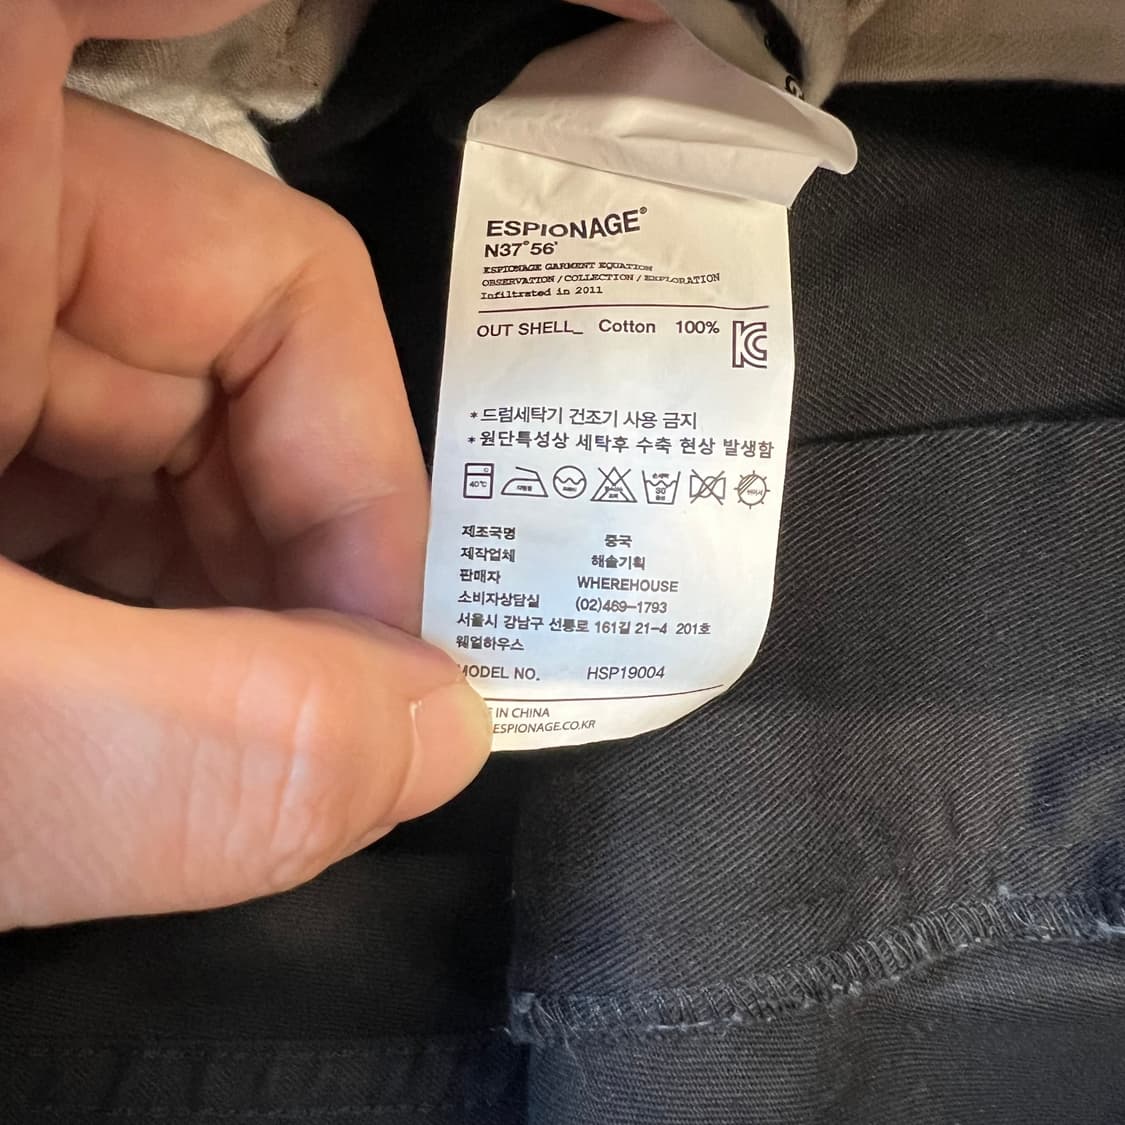 ESPIONAGE®
N37°56'
ESPIONAGE GARMENT EQUATION
OBSERVATION / COLLECTION / EXPLORATION
Infiltrated in 2011
OUT SHELL_ Cotton 100%
*드럼세탁기 건조기 사용 금지
*원단특성상 세탁후 수축 현상 발생함
40℃
30
제조국명 중국
제작업체 해솔기획
판매자 WHEREHOUSE
소비자상담실 (02)469-1793
서울시 강남구 선릉로 161길 21-4 201호
웨얼하우스
MODEL NO. HSP19004
IN CHINA
ESPIONAGE.CO.KR